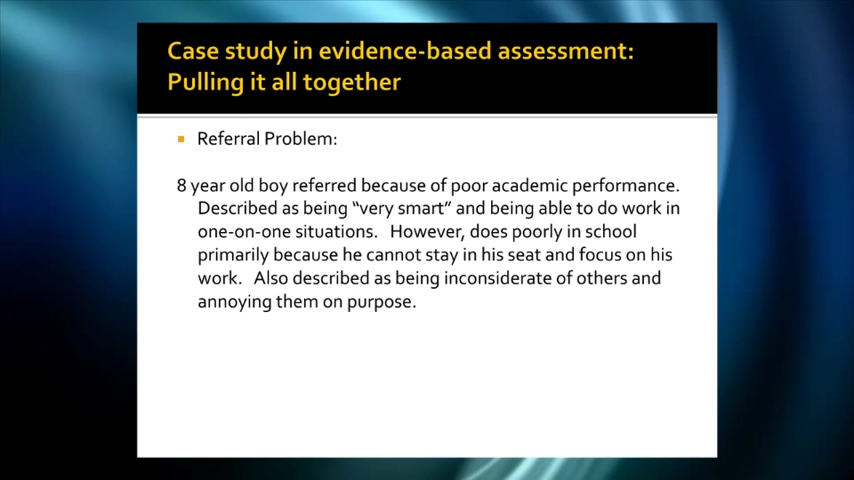 Case study in evidence-based assessment:
Pulling it all together
Referral Problem:
8 year old boy referred because of poor academic performance.
Described as being “very smart” and being able to do work in
one-on-one situations. However, does poorly in school
primarily because he cannot stay in his seat and focus on his
work. Also described as being inconsiderate of others and
annoying them on purpose.